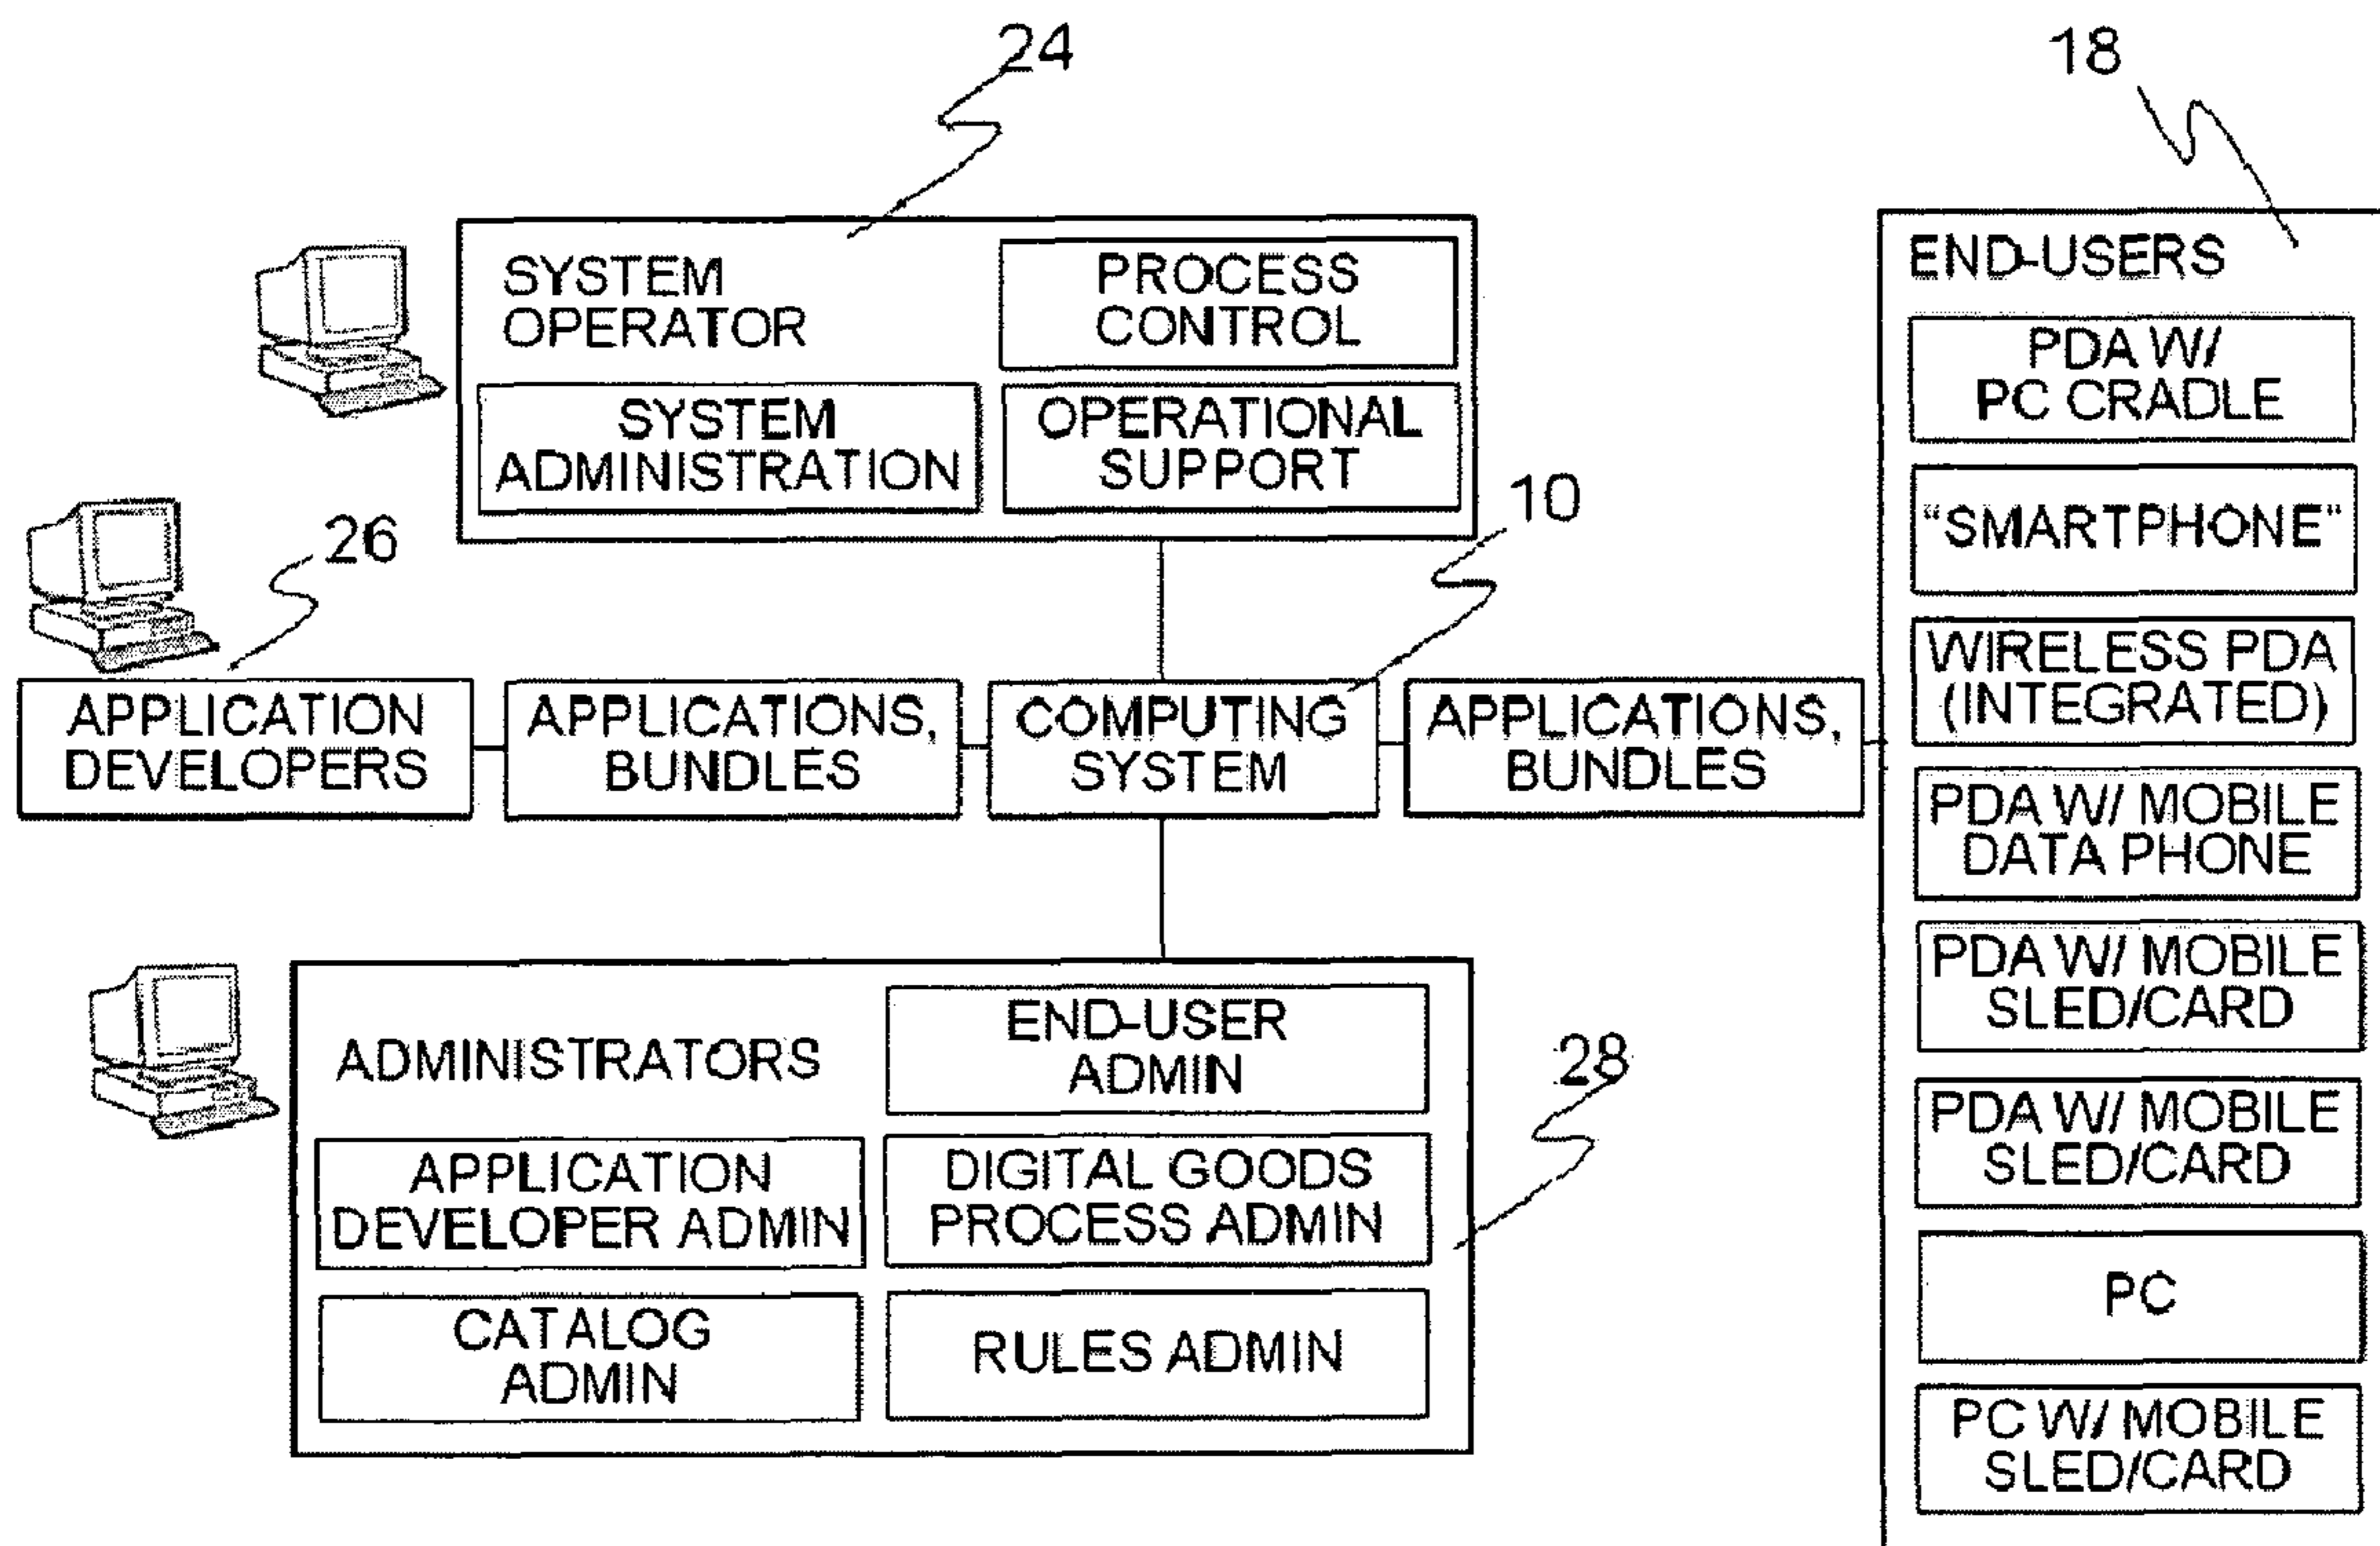 24
18
SYSTEM
OPERATOR
PROCESS
CONTROL
SYSTEM
ADMINISTRATION
OPERATIONAL
SUPPORT
10
26
APPLICATION
DEVELOPERS
APPLICATIONS,
BUNDLES
COMPUTING
SYSTEM
APPLICATIONS,
BUNDLES
ADMINISTRATORS
END-USER
ADMIN
28
APPLICATION
DEVELOPER ADMIN
DIGITAL GOODS
PROCESS ADMIN
CATALOG
ADMIN
RULES ADMIN
END-USERS
PDA W/
PC CRADLE
"SMARTPHONE"
WIRELESS PDA
(INTEGRATED)
PDA W/ MOBILE
DATA PHONE
PDA W/ MOBILE
SLED/CARD
PDA W/ MOBILE
SLED/CARD
PC
PC W/ MOBILE
SLED/CARD